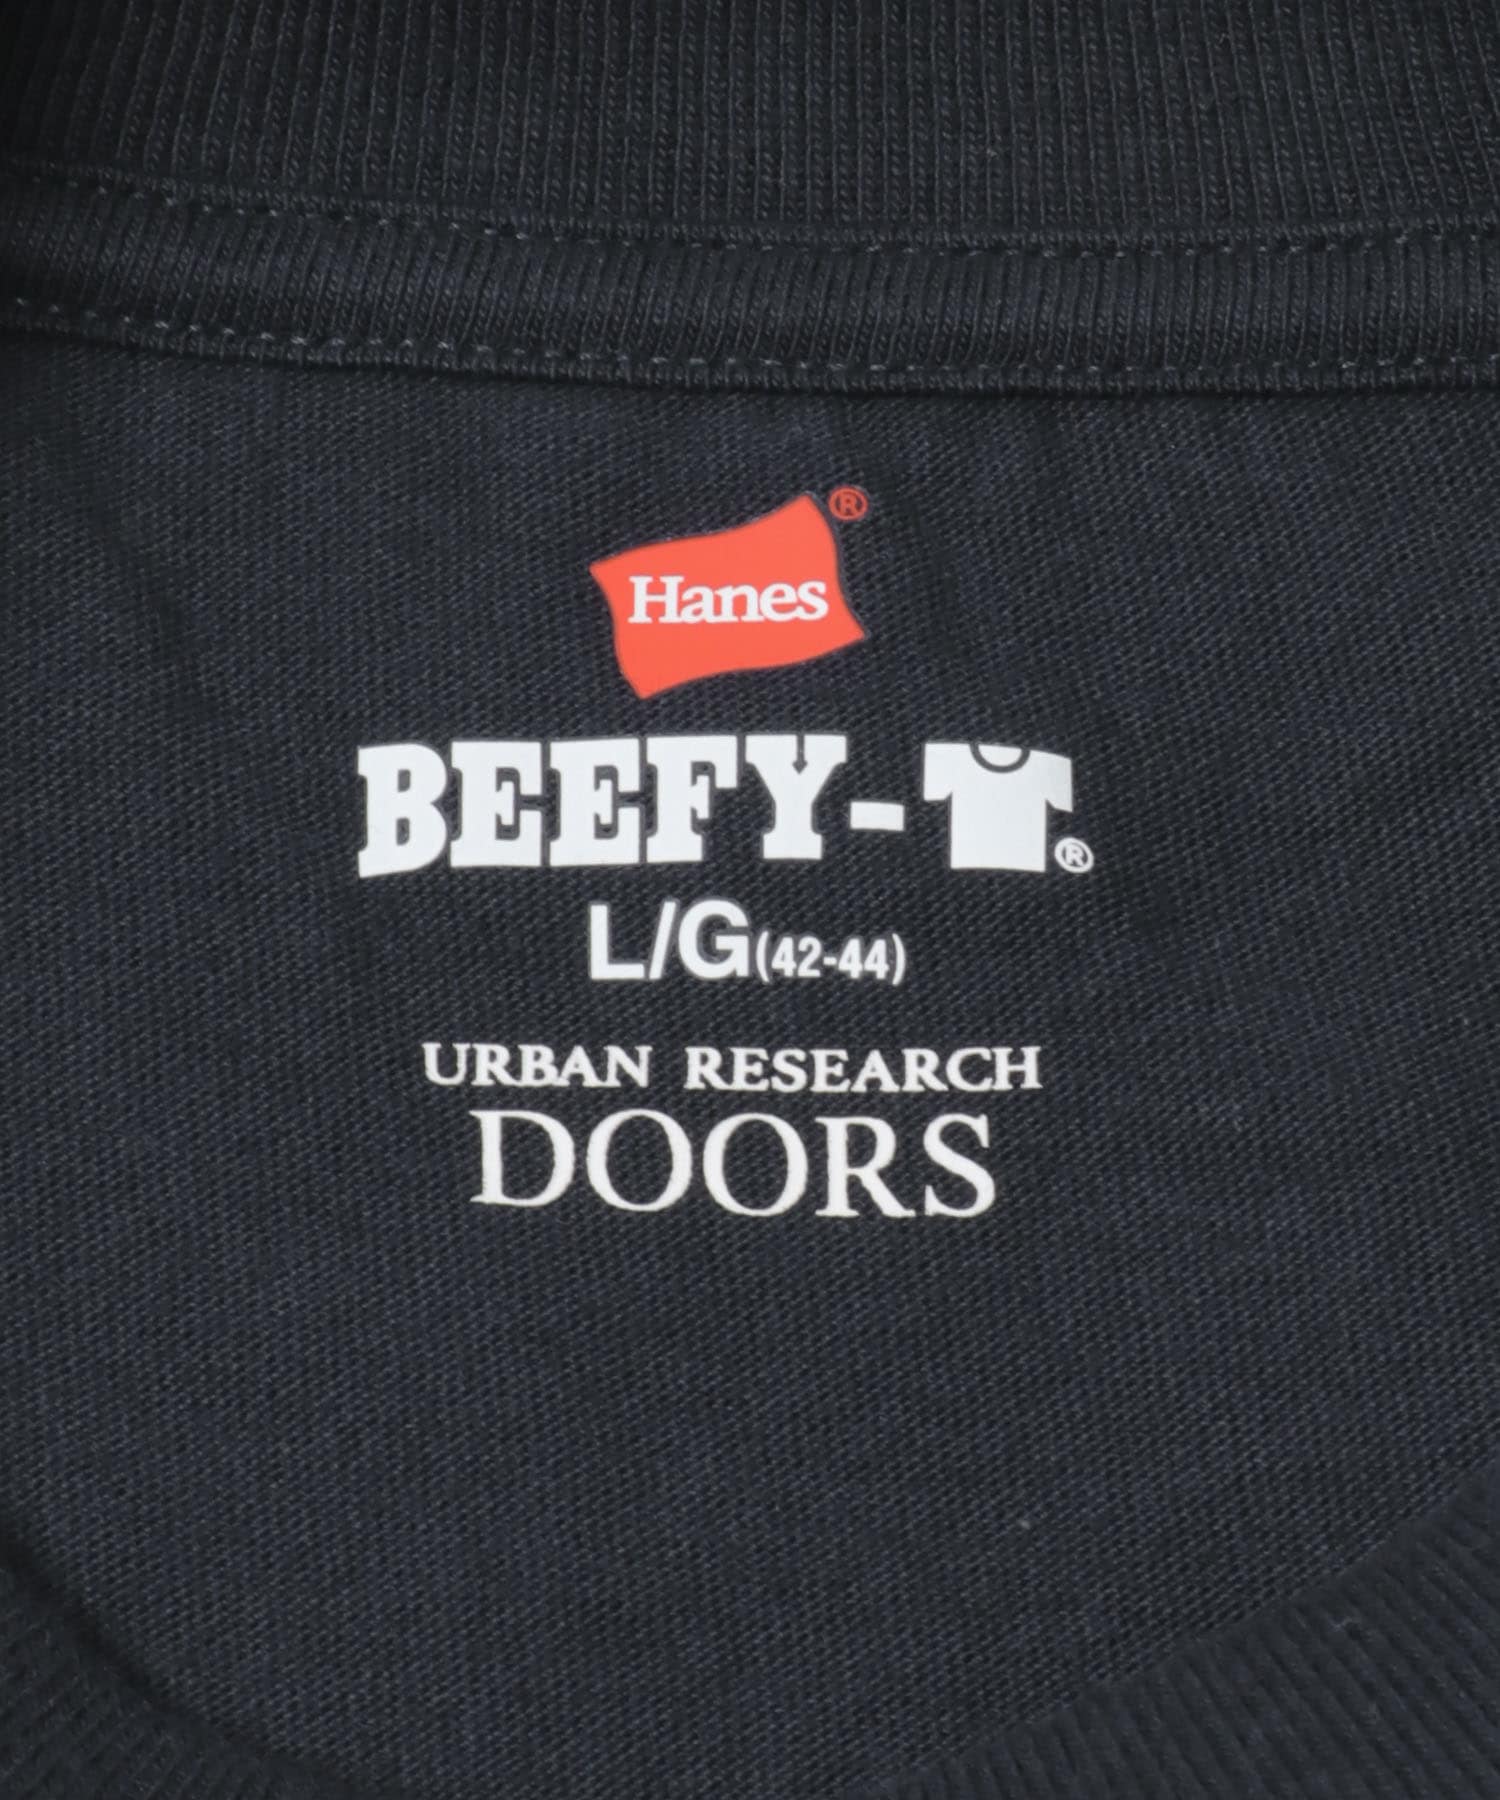 Hanes®
BEEFY-T®
L/G(42-44)
URBAN RESEARCH
DOORS